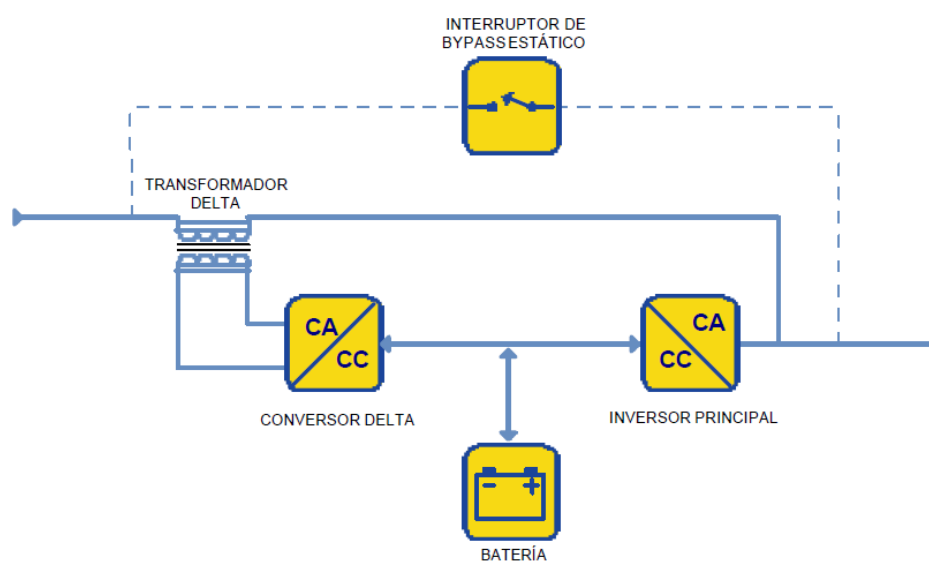 INTERRUPTOR DE
BYPASS ESTÁTICO
TRANSFORMADOR
DELTA
CA
CC
CA
CC
CONVERSOR DELTA
INVERSOR PRINCIPAL
BATERÍA